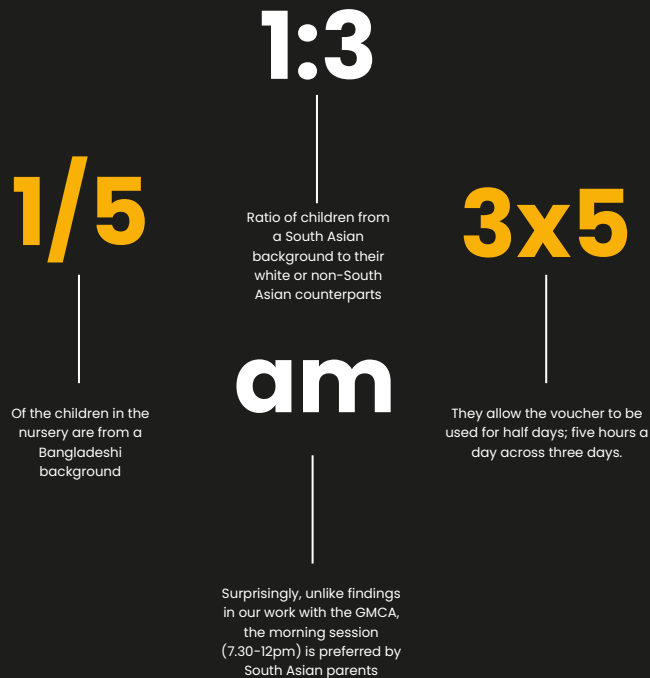 1:3
Ratio of children from
a South Asian
background to their
white or non-South
Asian counterparts
1/5
Of the children in the
nursery are from a
Bangladeshi
background
3x5
They allow the voucher to be
used for half days; five hours a
day across three days.
am
Surprisingly, unlike findings
in our work with the GMCA,
the morning session
(7.30-12pm) is preferred by
South Asian parents